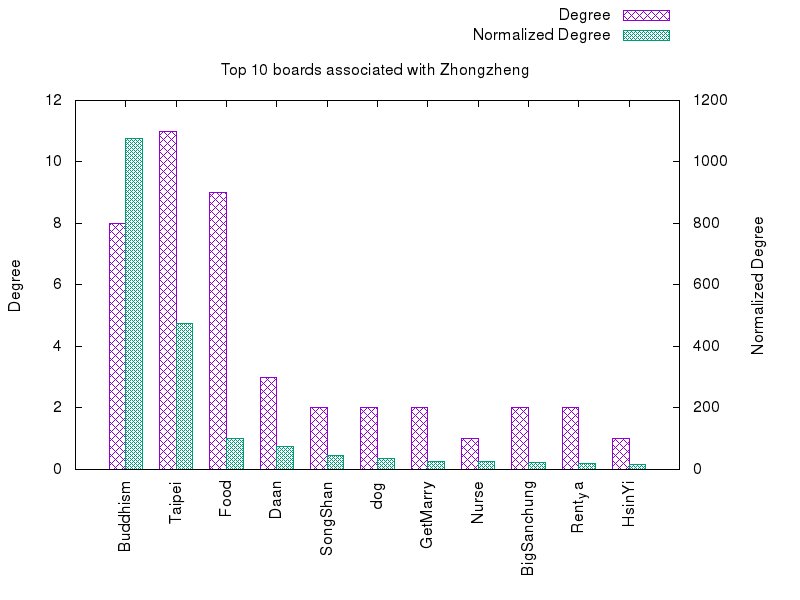 Degree
Normalized Degree
Top 10 boards associated with Zhongzheng
12
10
8
6
4
2
0
1200
1000
800
600
400
200
0
Degree
Normalized Degree
Buddhism
Taipei
Food
Daan
SongShan
dog
GetMarry
Nurse
BigSanchung
Rentya
HsinYi